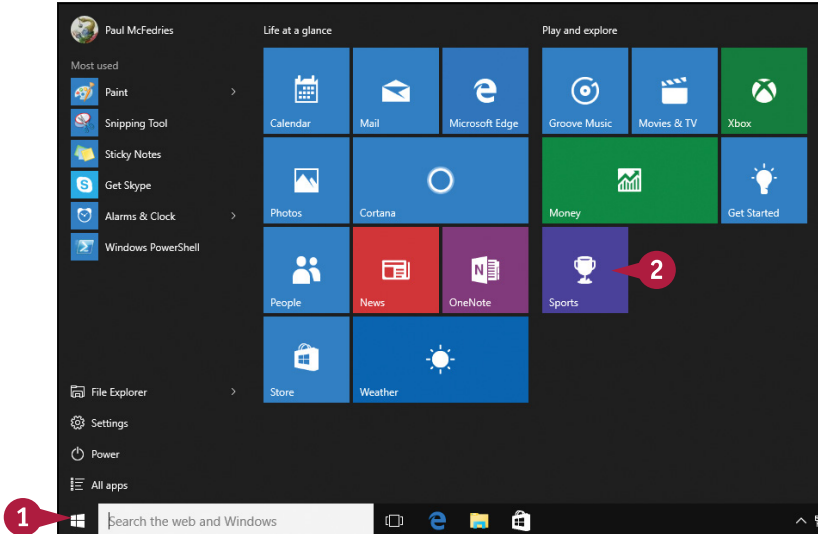 Paul McFedries
Most used
Paint
Snipping Tool
Sticky Notes
Get Skype
Alarms & Clock
Windows PowerShell
File Explorer
Settings
Power
All apps
Life at a glance
Calendar
Mail
Microsoft Edge
Photos
Cortana
People
News
OneNote
Store
Weather
Play and explore
Groove Music
Movies & TV
Xbox
Money
Get Started
Sports
2
1
Search the web and Windows